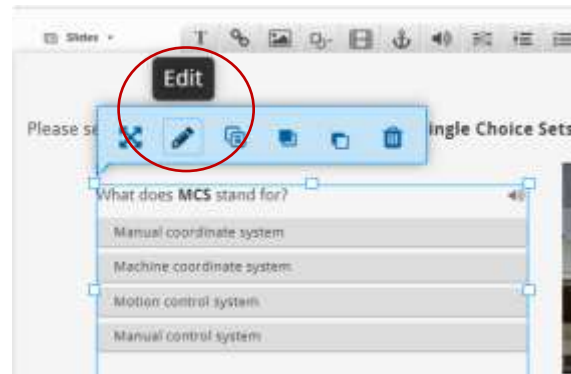 Slides
T
Edit
Please se ingle Choice Sets
What does MCS stand for?
Manual coordinate system
Machine coordinate system
Motion control system
Manual control system